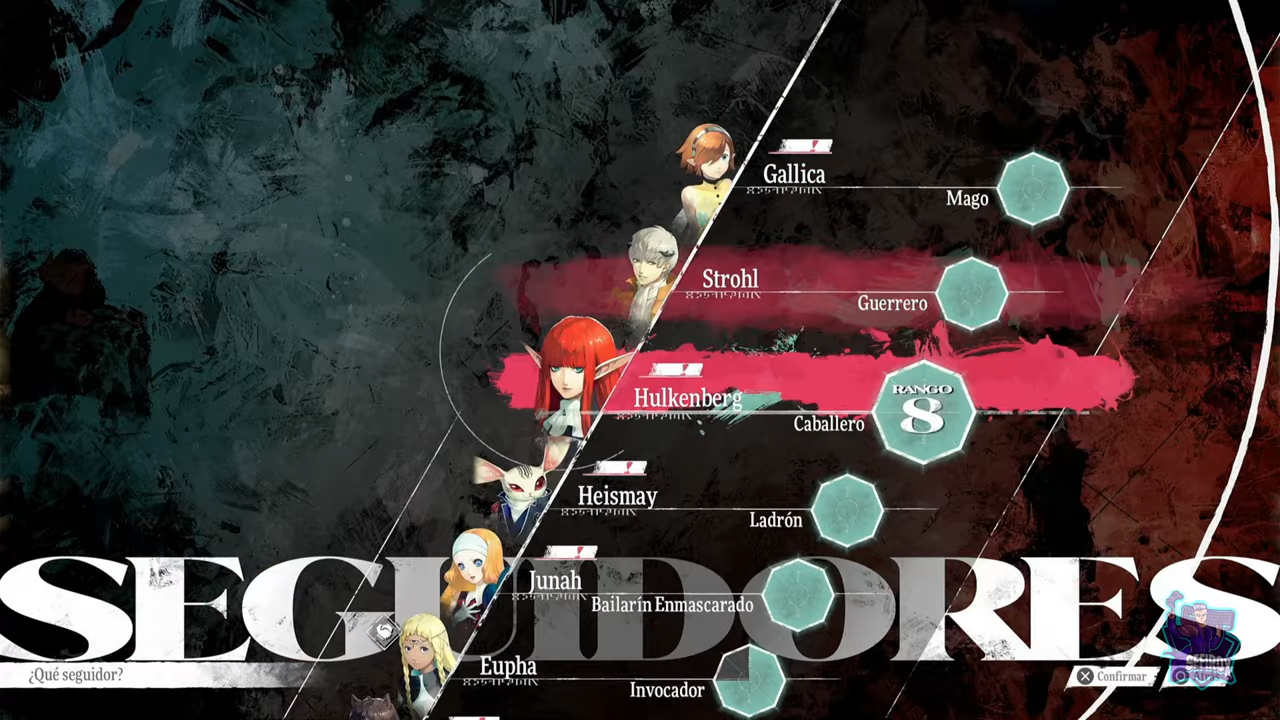 Gallica
Mago
Strohl
Guerrero
RANGO
8
Hulkenberg
Caballero
Heismay
Ladrón
Junah
Bailarín Enmascarado
SEGUIDORES
Eupha
Invocador
¿Qué seguidor?
Confirmar
Atrás